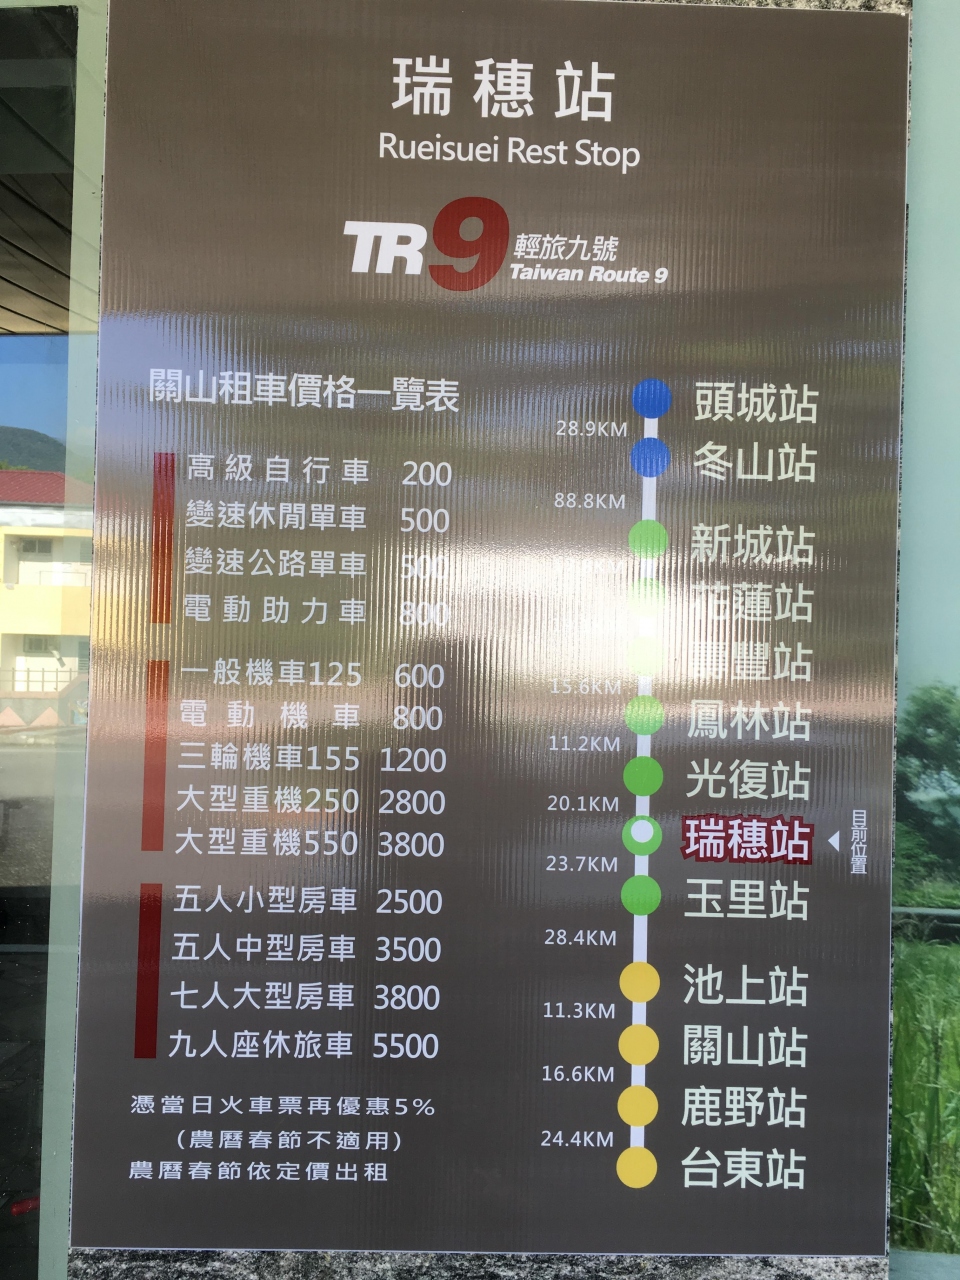 瑞穗站
Rueisuei Rest Stop
TR9 輕旅九號
Taiwan Route 9
關山租車價格一覽表
高級自行車 200
變速休閒單車 500
變速公路單車 500
電動助力車 800
一般機車125 600
電動機車 800
三輪機車155 1200
大型重機250 2800
大型重機550 3800
五人小型房車 2500
五人中型房車 3500
七人大型房車 3800
九人座休旅車 5500
憑當日火車票再優惠5%
(農曆春節不適用)
農曆春節依定價出租
頭城站
28.9KM
冬山站
88.8KM
新城站
花蓮站
豐站
15.6KM
鳳林站
11.2KM
光復站
20.1KM
瑞穗站
目前位置
23.7KM
玉里站
28.4KM
池上站
11.3KM
關山站
16.6KM
鹿野站
24.4KM
台東站